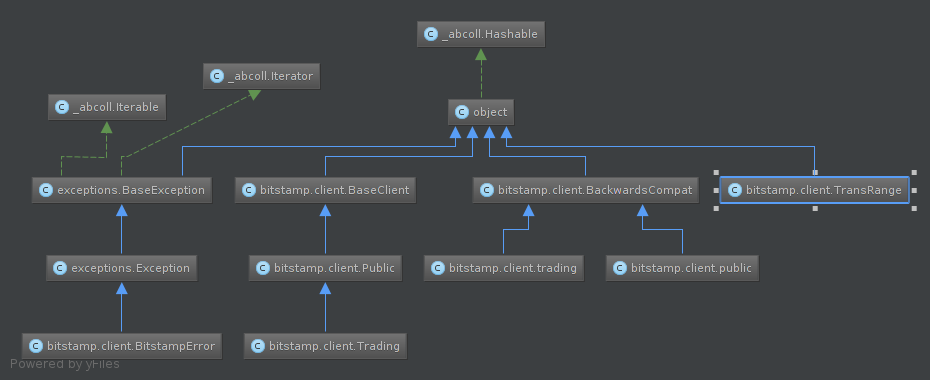 _abcoll.Hashable
_abcoll.Iterator
_abcoll.Iterable
object
exceptions.BaseException
bitstamp.client.BaseClient
bitstamp.client.BackwardsCompat
bitstamp.client.TransRange
exceptions.Exception
bitstamp.client.Public
bitstamp.client.trading
bitstamp.client.public
bitstamp.client.BitstampError
bitstamp.client.Trading
Powered by yFiles